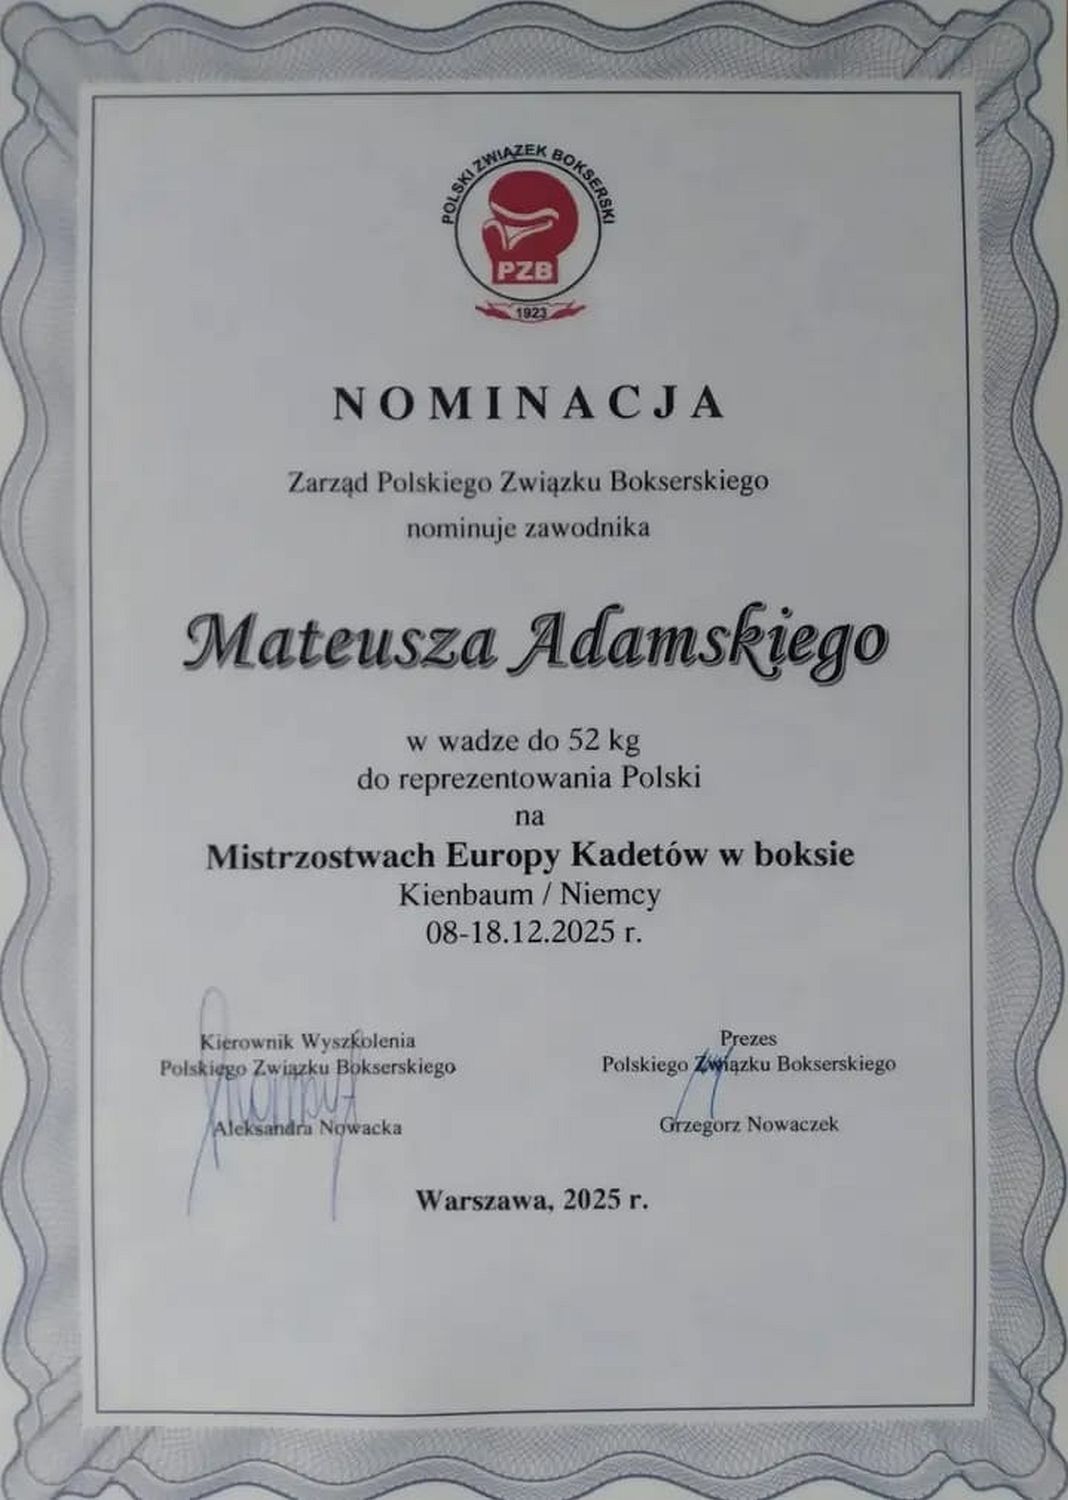 POLSKI ZWIĄZEK BOKSERSKI
PZB
1923
NOMINACJA
Zarząd Polskiego Związku Bokserskiego
nominuje zawodnika
Mateusza Adamskiego
w wadze do 52 kg
do reprezentowania Polski
na
Mistrzostwach Europy Kadetów w boksie
Kienbaum / Niemcy
08-18.12.2025 r.
Kierownik Wyszkolenia
Polskiego Związku Bokserskiego
Aleksandra Nowacka
Prezes
Polskiego Związku Bokserskiego
Grzegorz Nowaczek
Warszawa, 2025 r.